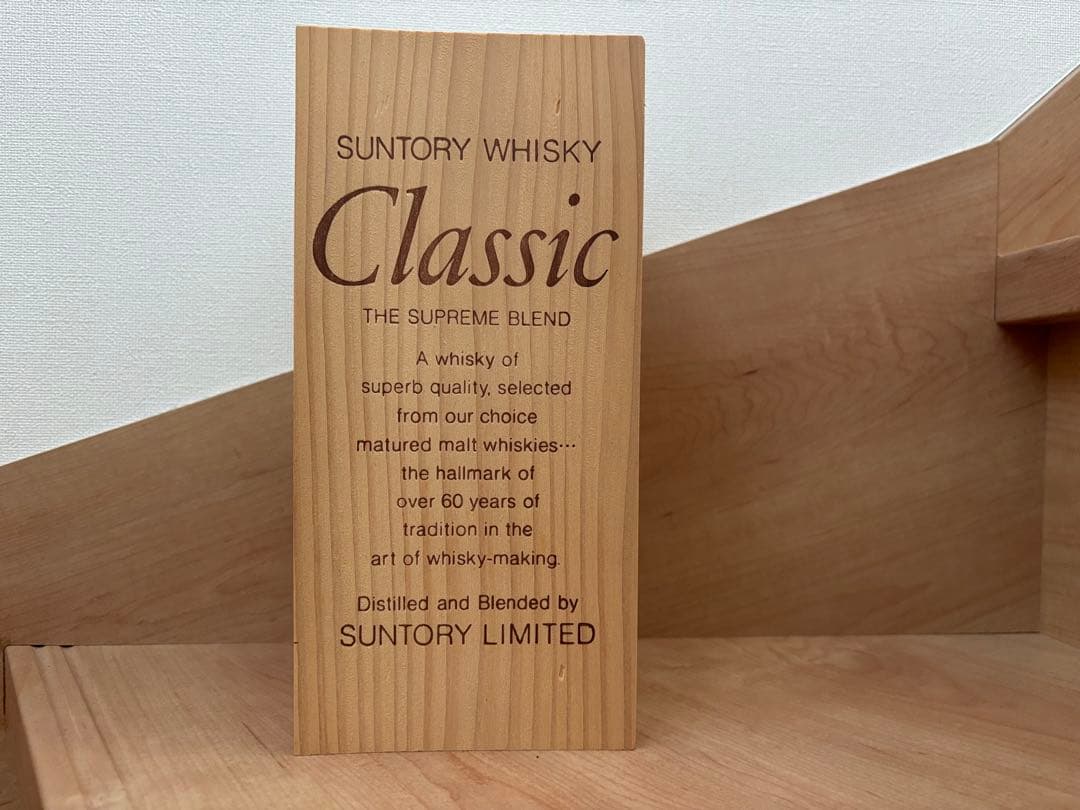 SUNTORY WHISKY
Classic
THE SUPREME BLEND
A whisky of
superb quality, selected
from our choice
matured malt whiskies…
the hallmark of
over 60 years of
tradition in the
art of whisky-making.
Distilled and Blended by
SUNTORY LIMITED